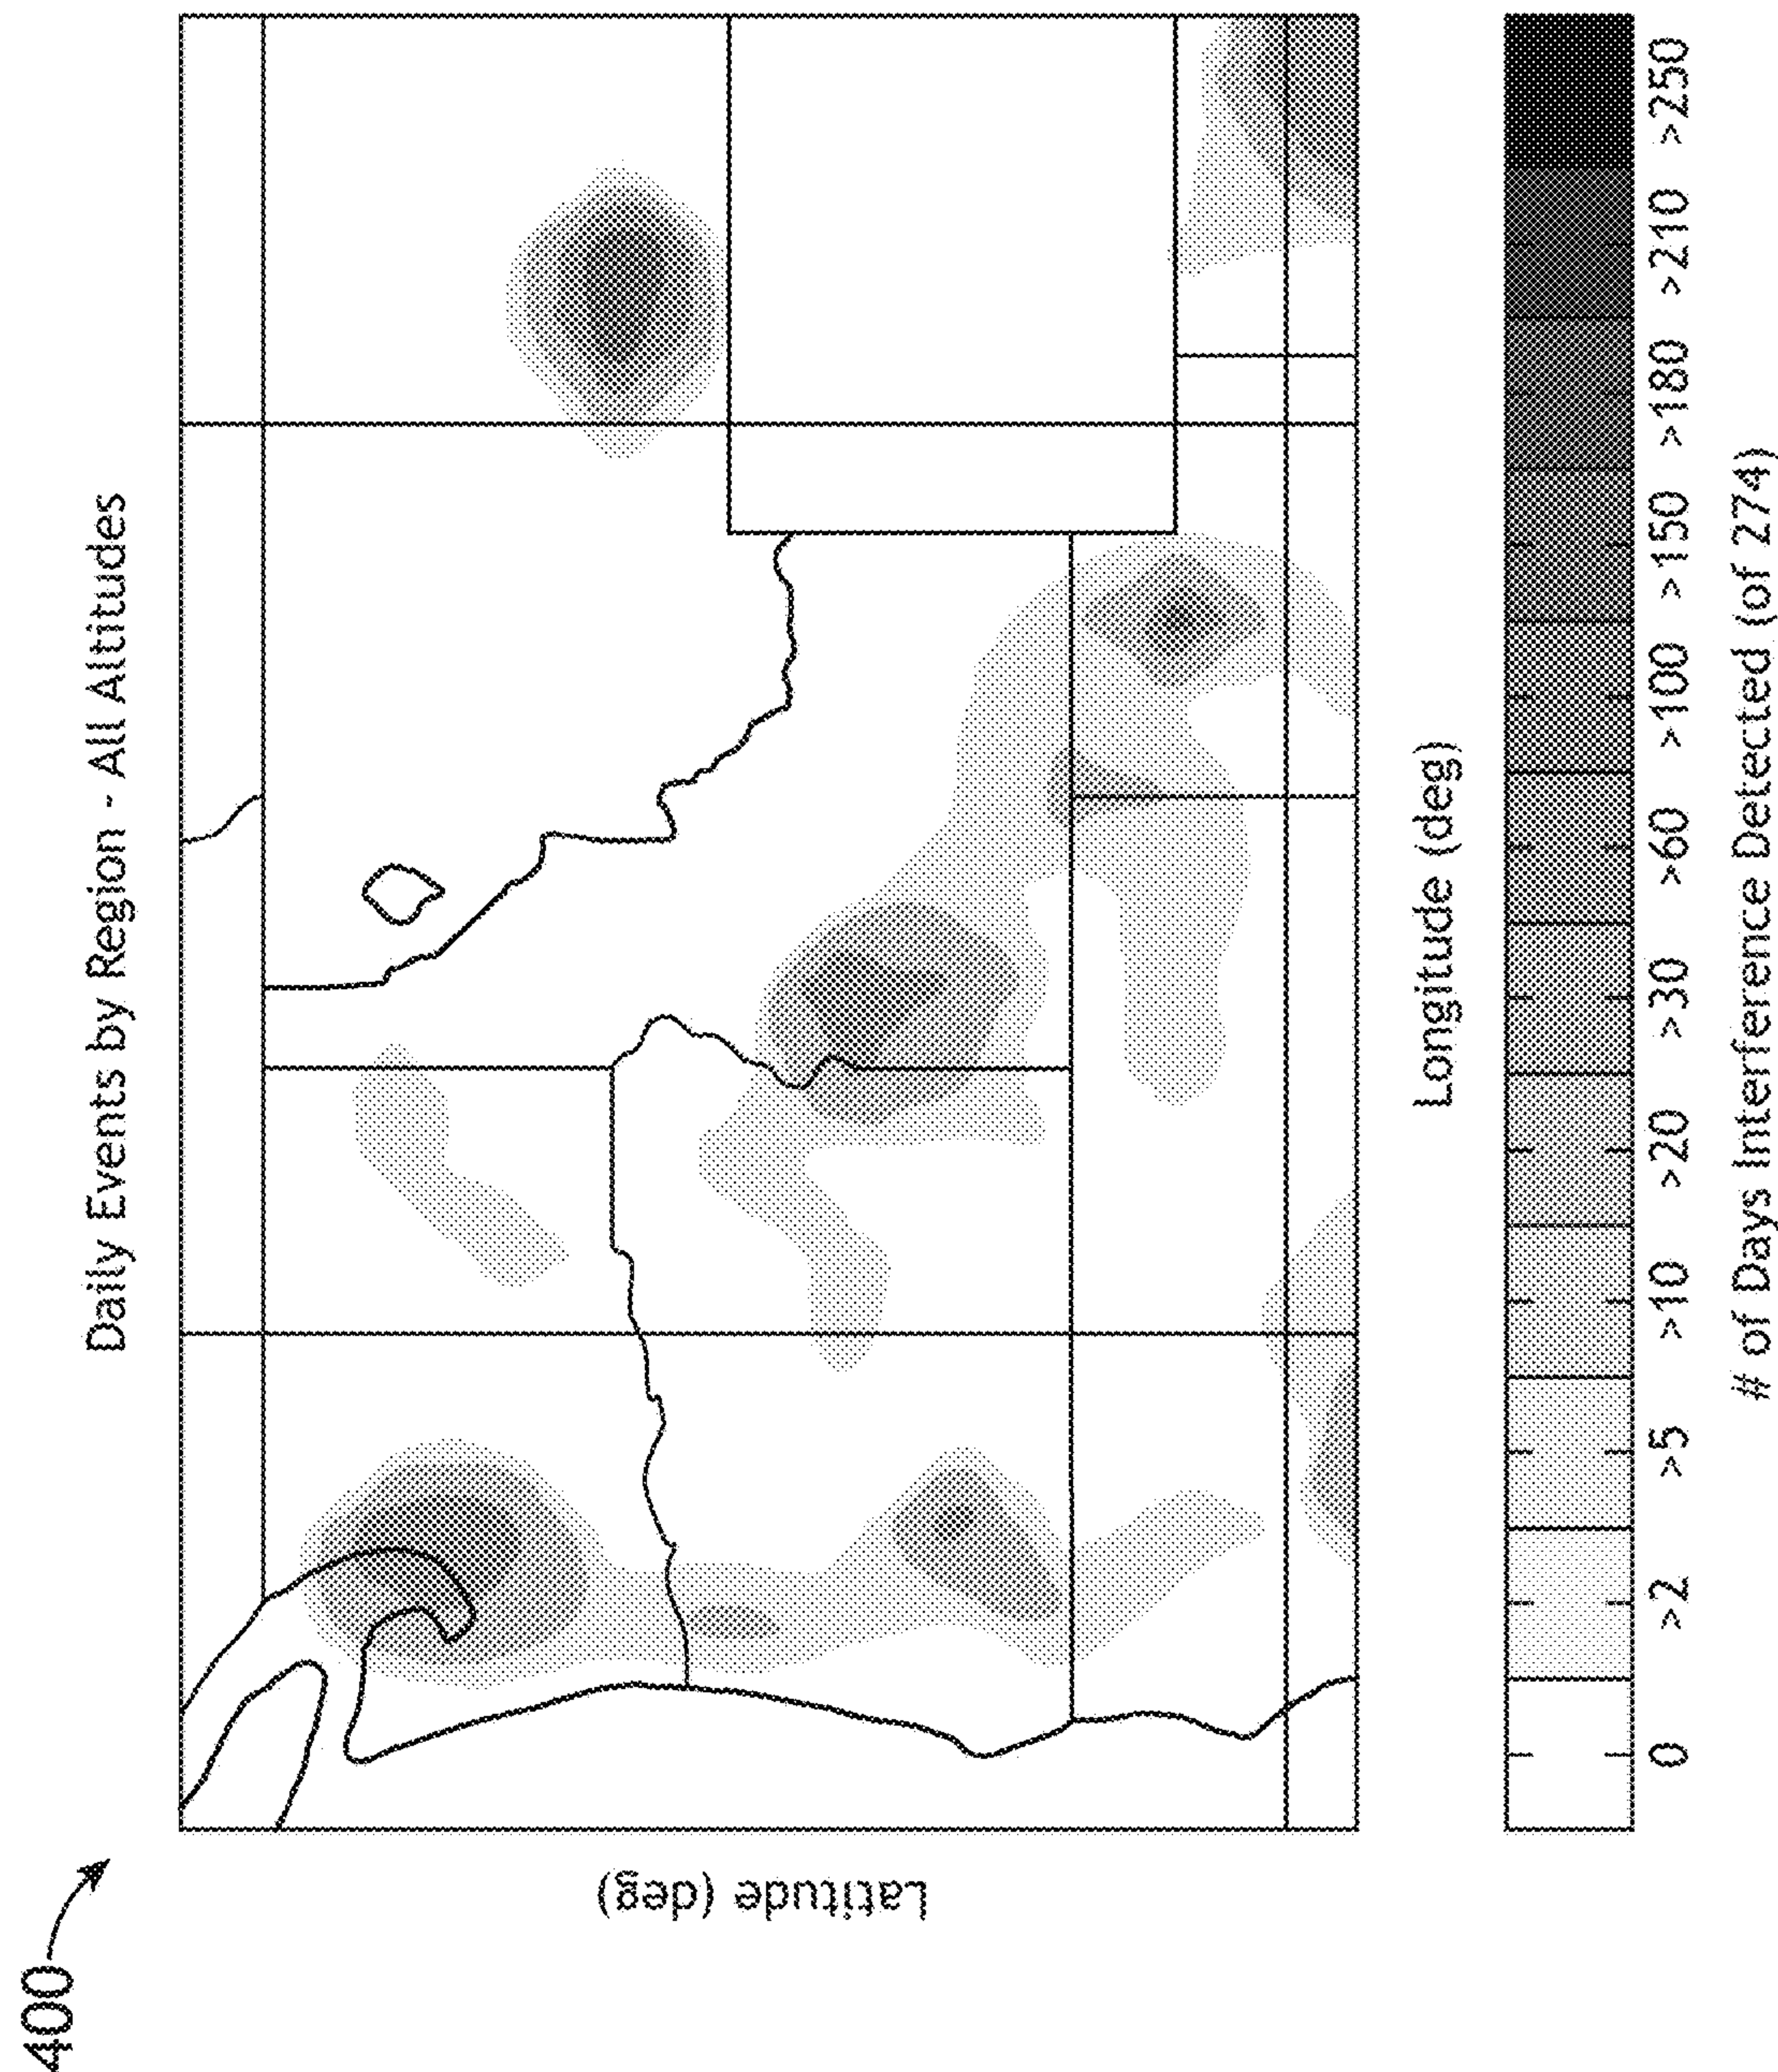 400
Daily Events by Region - All Altitudes
Latitude (deg)
Longitude (deg)
0 >2 >5 >10 >20 >30 >60 >100 >150 >180 >210 >250
# of Days Interference Detected (of 274)